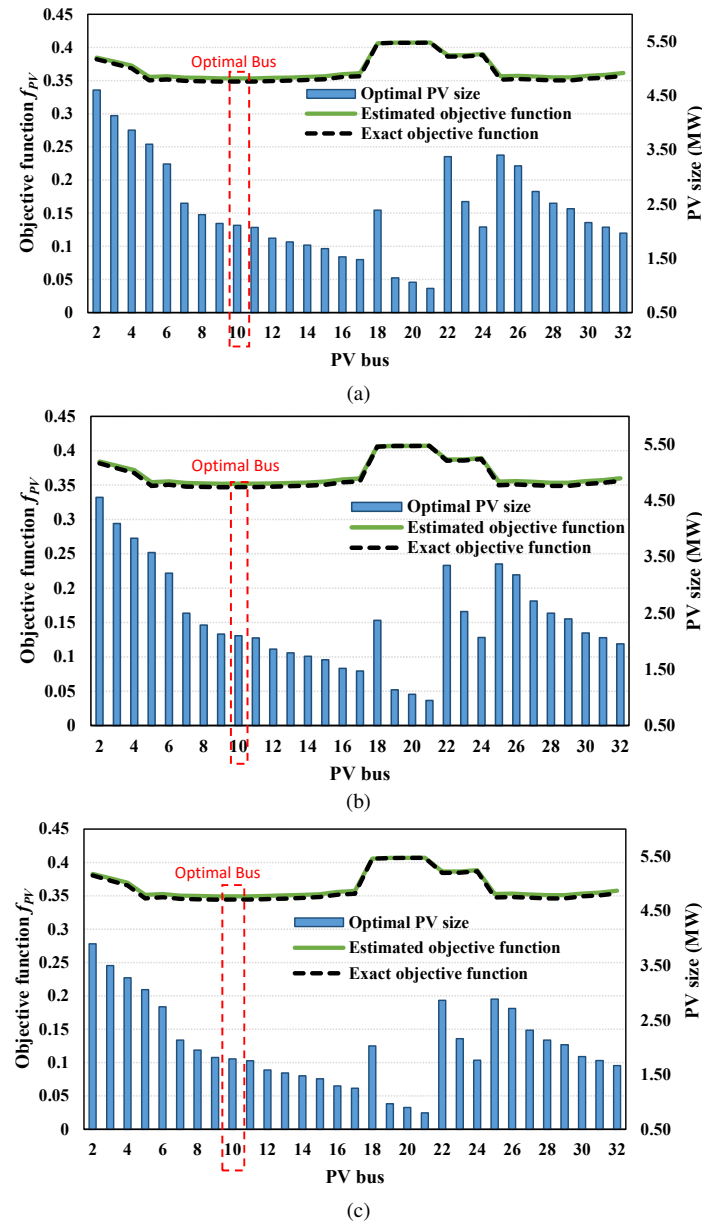 0.45
0.4
0.35
0.3
0.25
0.2
0.15
0.1
0.05
0
Objective function f_PV
Optimal Bus
Optimal PV size
Estimated objective function
Exact objective function
5.50
4.50
3.50
2.50
1.50
0.50
PV size (MW)
2 4 6 8 10 12 14 16 18 20 22 24 26 28 30 32
PV bus
(a)
0.45
0.4
0.35
0.3
0.25
0.2
0.15
0.1
0.05
0
Objective function f_PV
Optimal Bus
Optimal PV size
Estimated objective function
Exact objective function
5.50
4.50
3.50
2.50
1.50
0.50
PV size (MW)
2 4 6 8 10 12 14 16 18 20 22 24 26 28 30 32
PV bus
(b)
0.45
0.4
0.35
0.3
0.25
0.2
0.15
0.1
0.05
0
Objective function f_PV
Optimal Bus
Optimal PV size
Estimated objective function
Exact objective function
5.50
4.50
3.50
2.50
1.50
0.50
PV size (MW)
2 4 6 8 10 12 14 16 18 20 22 24 26 28 30 32
PV bus
(c)